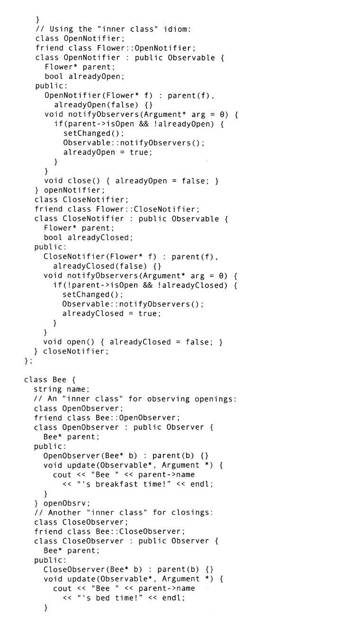 }
// Using the "inner class" idiom:
class OpenNotifier;
friend class Flower::OpenNotifier;
class OpenNotifier : public Observable {
Flower* parent;
bool alreadyOpen;
public:
OpenNotifier(Flower* f) : parent(f),
alreadyOpen(false) {}
void notifyObservers(Argument* arg = 0) {
if(parent->isOpen && !alreadyOpen) {
setChanged();
Observable::notifyObservers();
alreadyOpen = true;
}
}
void close() { alreadyOpen = false; }
} openNotifier;
class CloseNotifier;
friend class Flower::CloseNotifier;
class CloseNotifier : public Observable {
Flower* parent;
bool alreadyClosed;
public:
CloseNotifier(Flower* f) : parent(f),
alreadyClosed(false) {}
void notifyObservers(Argument* arg = 0) {
if(!parent->isOpen && !alreadyClosed) {
setChanged();
Observable::notifyObservers();
alreadyClosed = true;
}
}
void open() { alreadyClosed = false; }
} closeNotifier;
};
class Bee {
string name;
// An "inner class" for observing openings:
class OpenObserver;
friend class Bee::OpenObserver;
class OpenObserver : public Observer {
Bee* parent;
public:
OpenObserver(Bee* b) : parent(b) {}
void update(Observable*, Argument *) {
cout << "Bee " << parent->name
<< "'s breakfast time!" << endl;
}
} openObsrv;
// Another "inner class" for closings:
class CloseObserver;
friend class Bee::CloseObserver;
class CloseObserver : public Observer {
Bee* parent;
public:
CloseObserver(Bee* b) : parent(b) {}
void update(Observable*, Argument *) {
cout << "Bee " << parent->name
<< "'s bed time!" << endl;
}